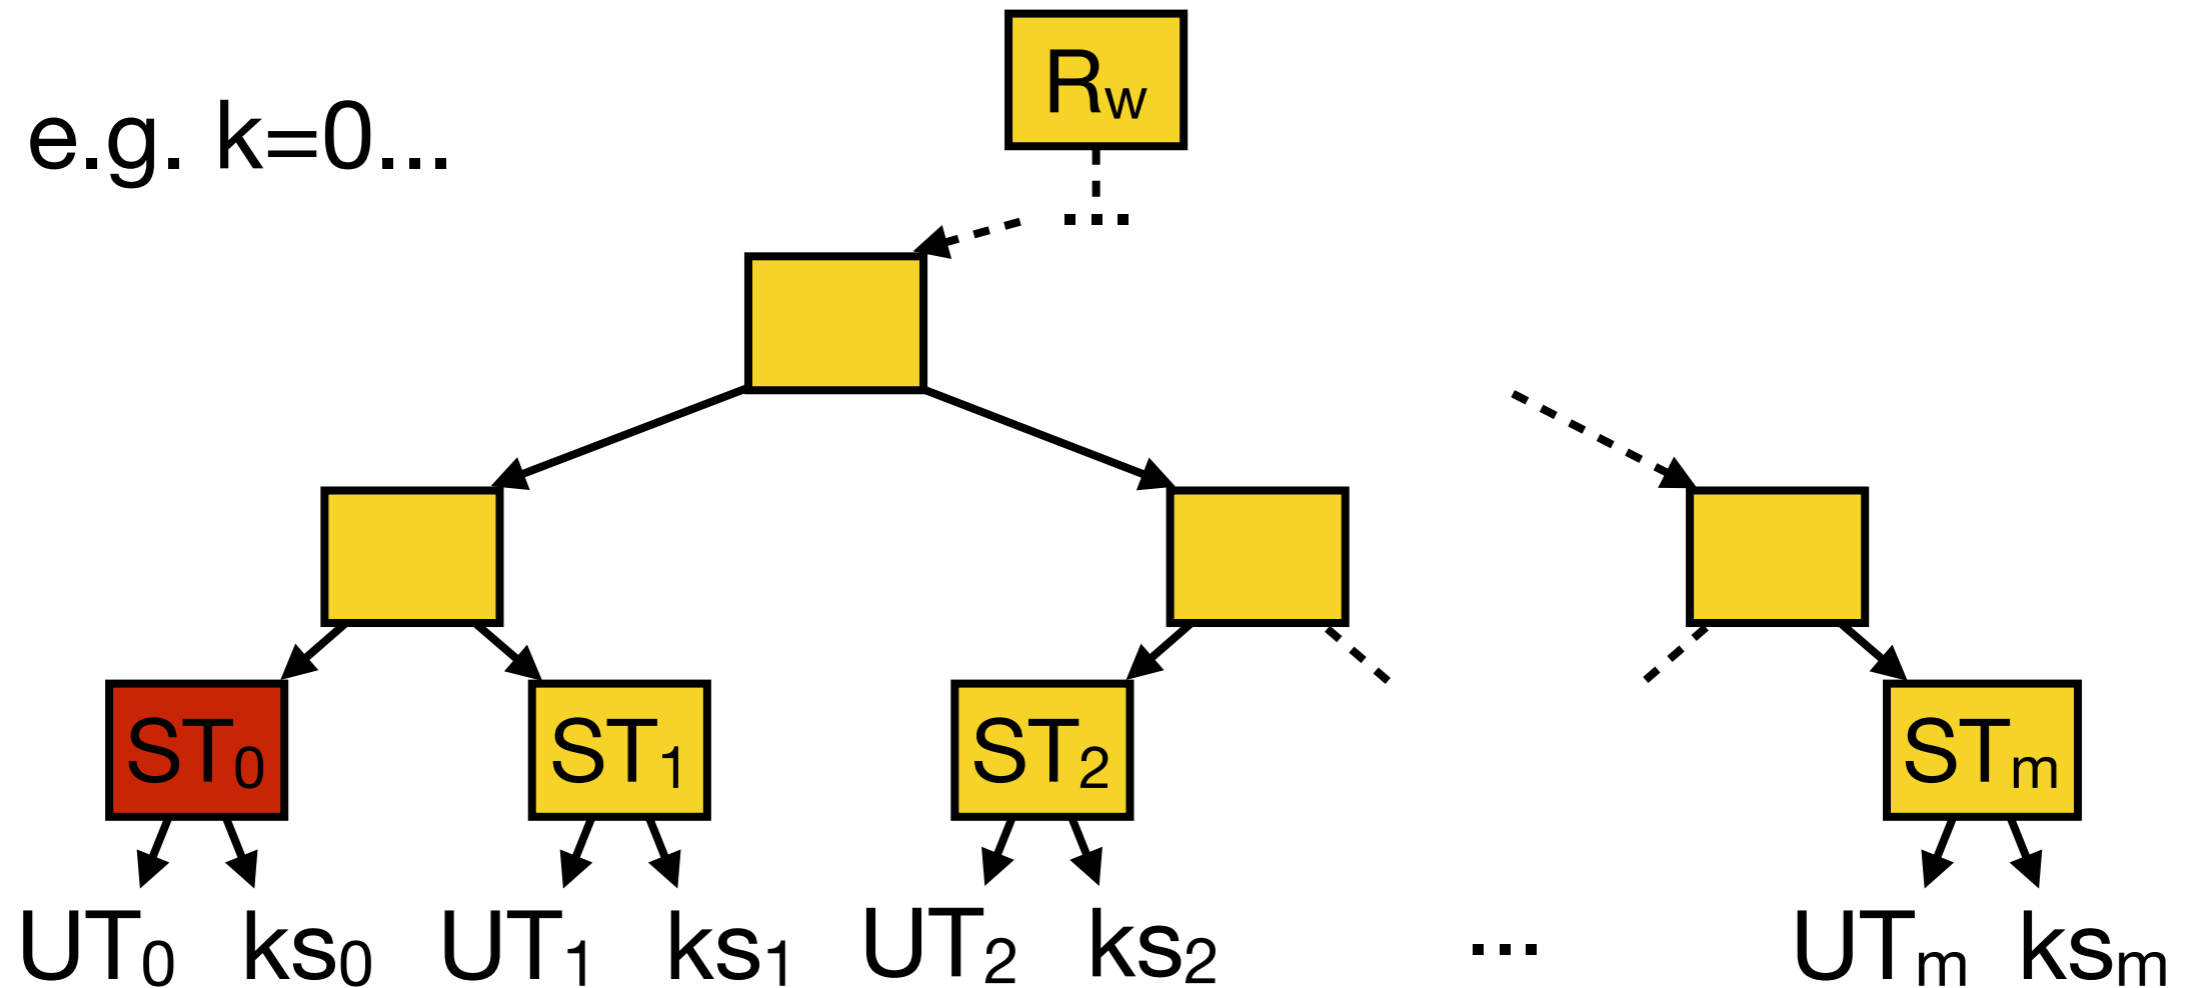 Rw
e.g. k=0...
...
ST0 ST1 ST2 STm
UT0 ks0 UT1 ks1 UT2 ks2 ... UTm ksm